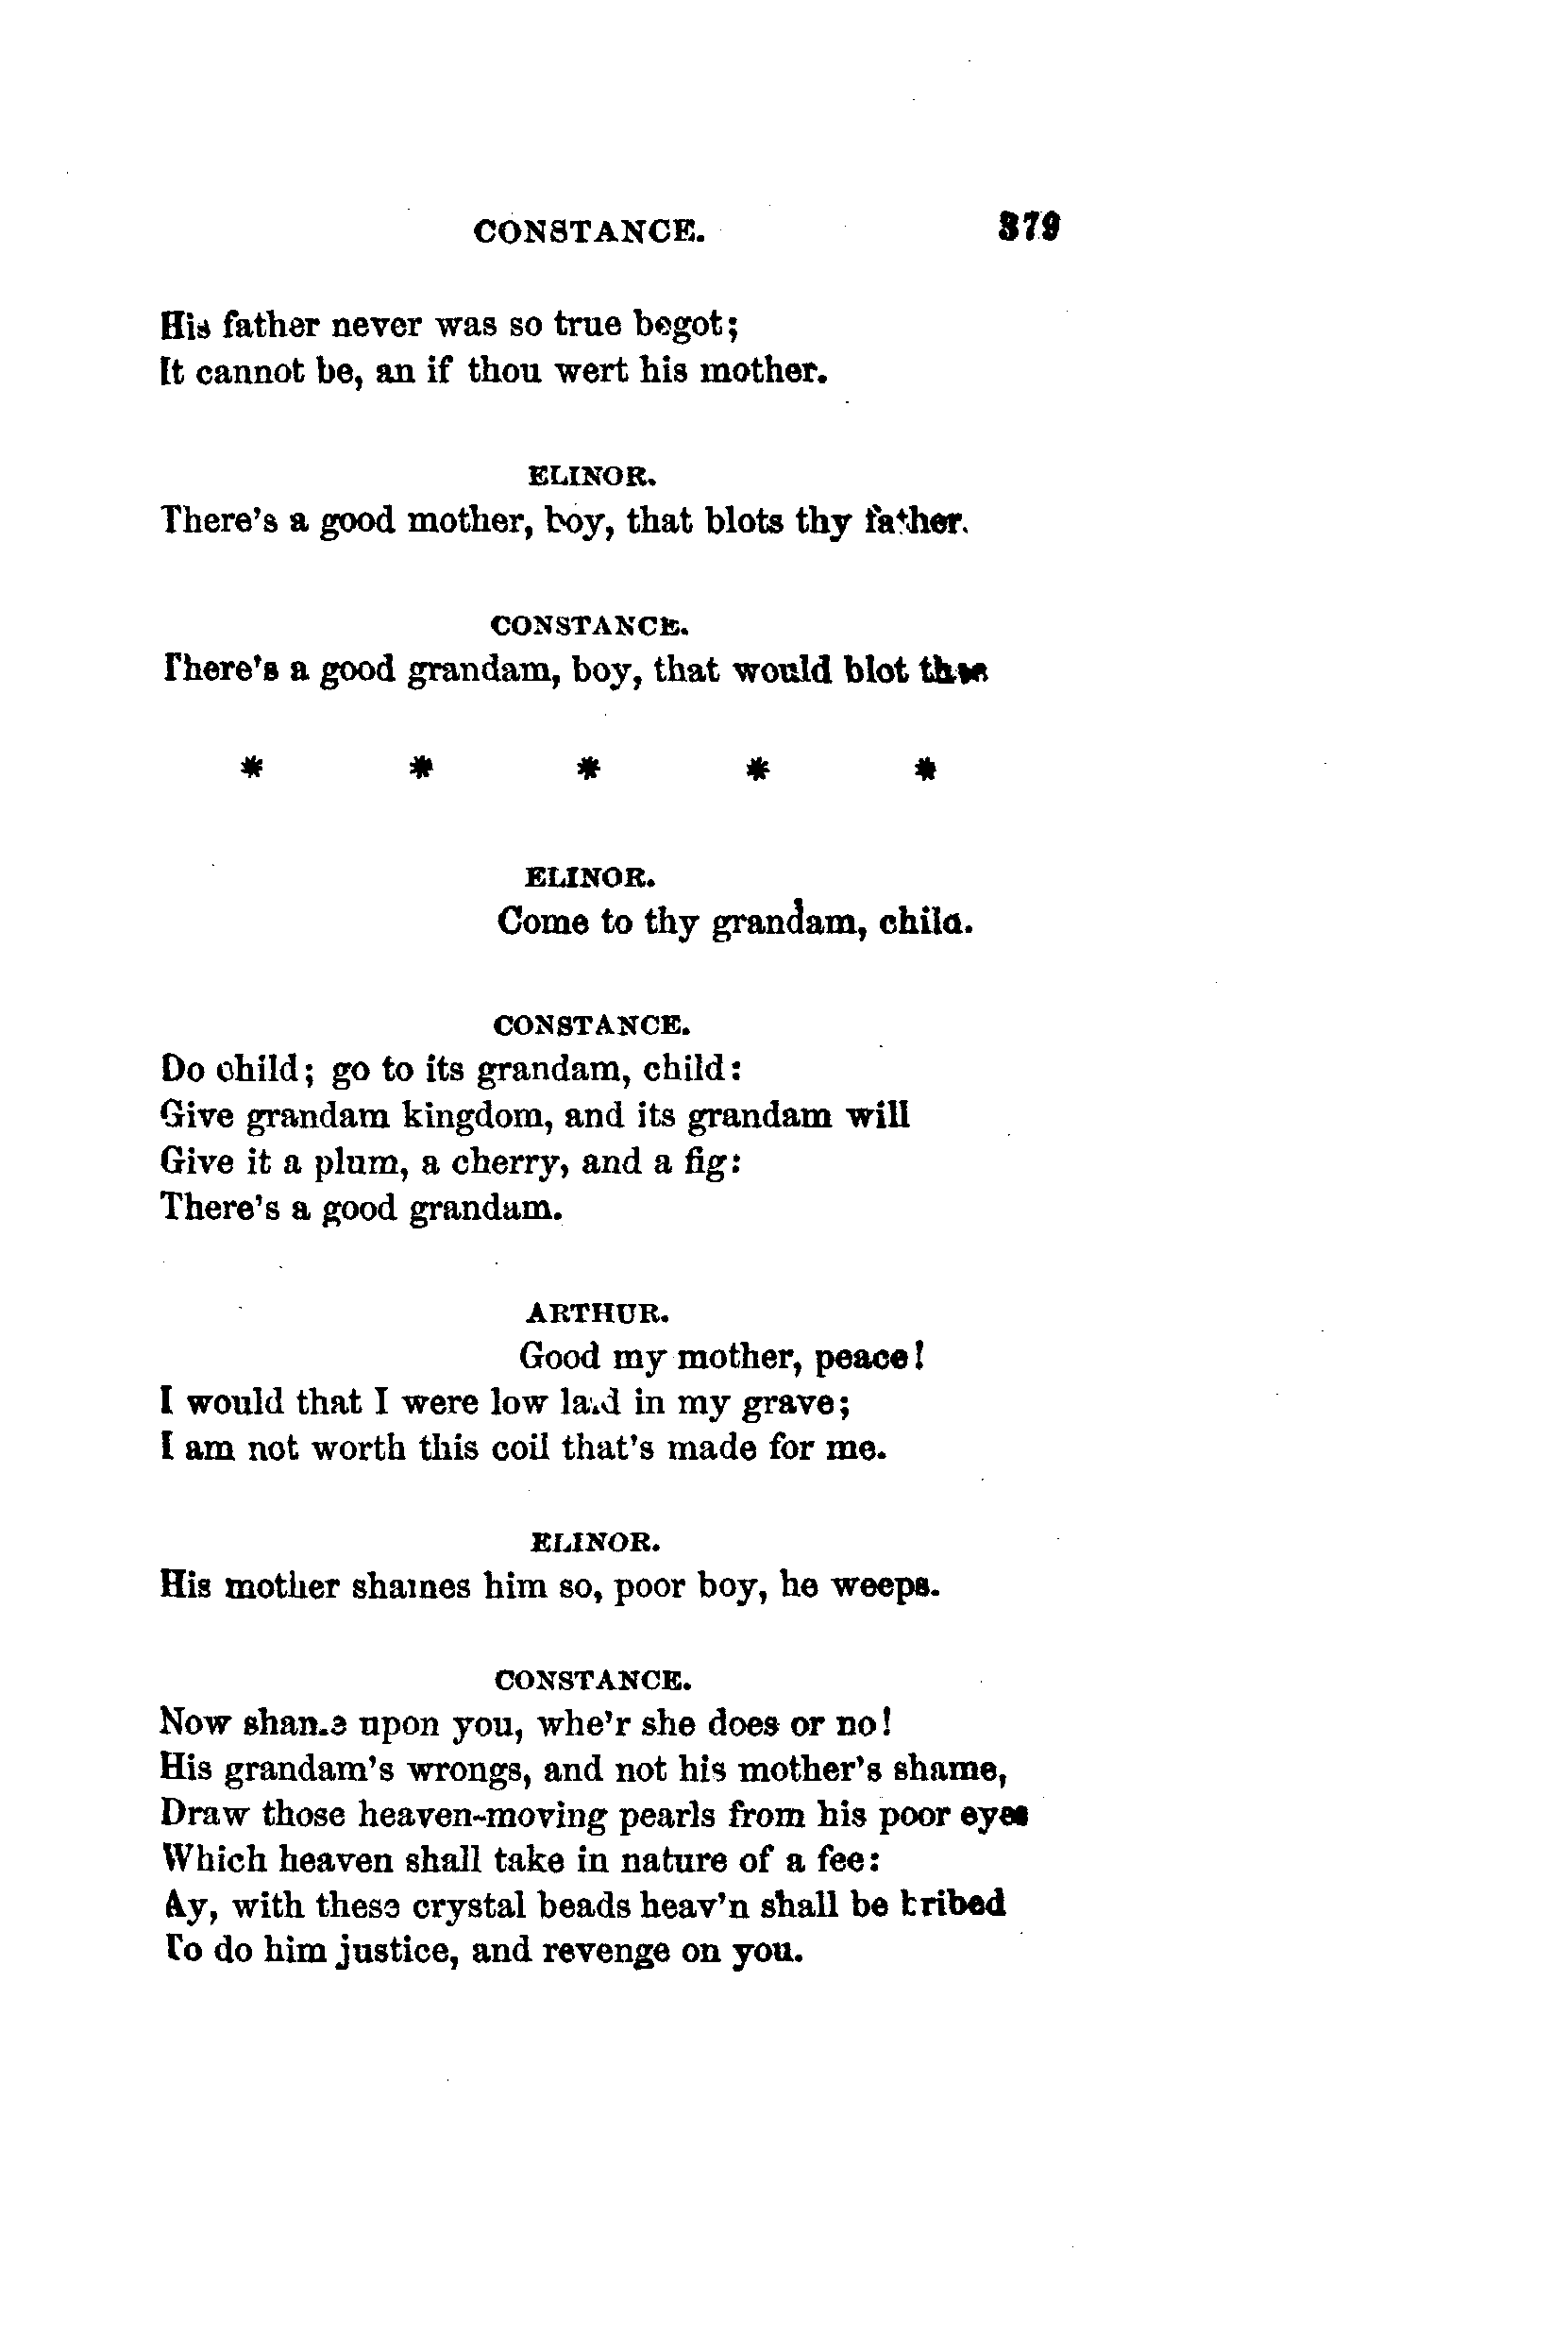 CONSTANCE. 379
His father never was so true begot;
It cannot be, an if thou wert his mother.
ELINOR.
There's a good mother, boy, that blots thy father.
CONSTANCE.
There's a good grandam, boy, that would blot thee
* * * * *
ELINOR.
Come to thy grandam, child.
CONSTANCE.
Do child; go to its grandam, child:
Give grandam kingdom, and its grandam will
Give it a plum, a cherry, and a fig:
There's a good grandam.
ARTHUR.
Good my mother, peace!
I would that I were low laid in my grave;
I am not worth this coil that's made for me.
ELINOR.
His mother shames him so, poor boy, he weeps.
CONSTANCE.
Now shame upon you, whe'r she does or no!
His grandam's wrongs, and not his mother's shame,
Draw those heaven-moving pearls from his poor eyes
Which heaven shall take in nature of a fee:
Ay, with these crystal beads heav'n shall be bribed
To do him justice, and revenge on you.